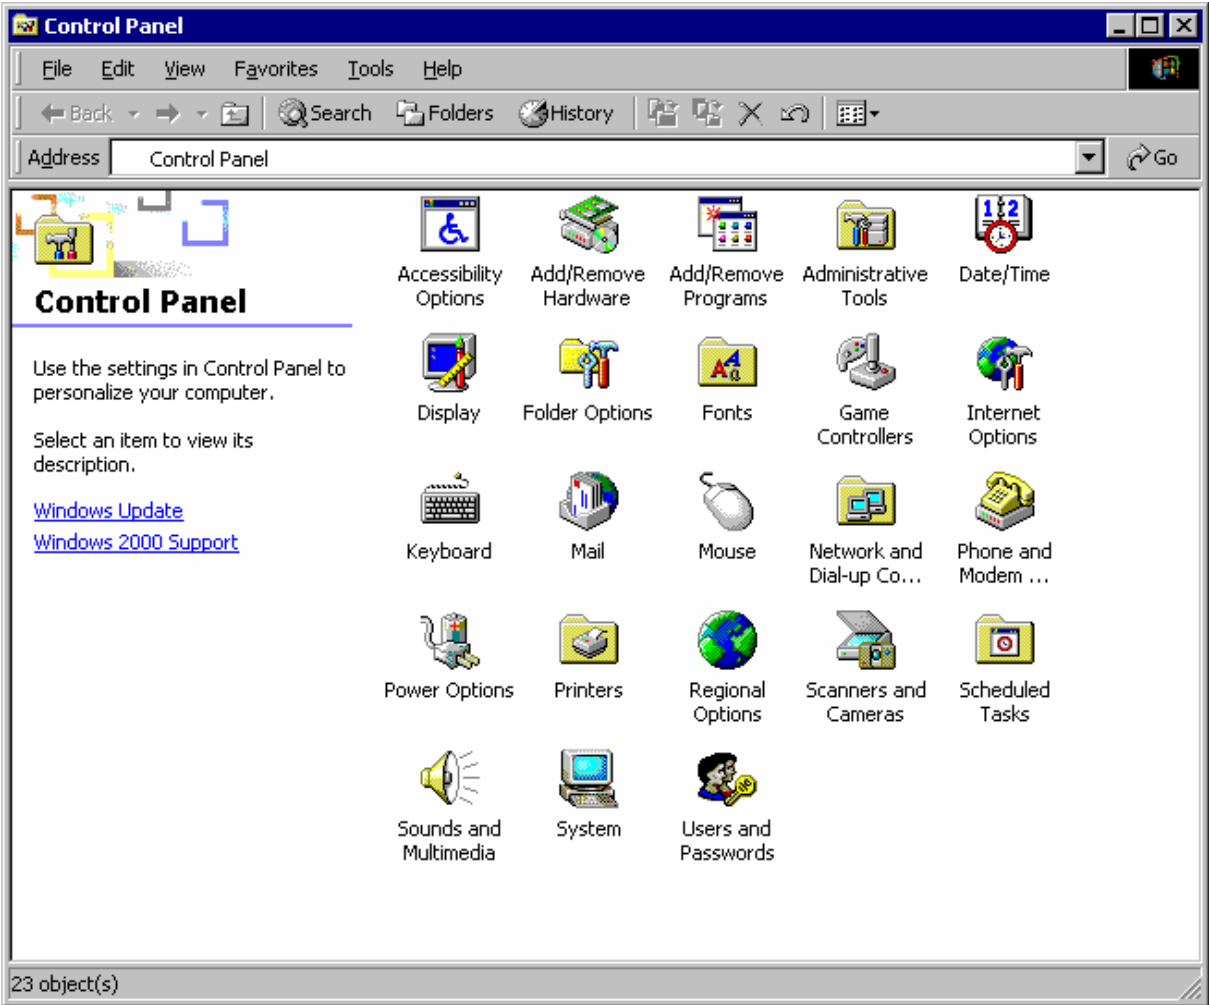 Control Panel
File Edit View Favorites Tools Help
Back Search Folders History
Address Control Panel Go
Control Panel
Use the settings in Control Panel to
personalize your computer.
Select an item to view its
description.
Windows Update
Windows 2000 Support
Accessibility
Options
Add/Remove
Hardware
Add/Remove
Programs
Administrative
Tools
Date/Time
Display
Folder Options
Fonts
Game
Controllers
Internet
Options
Keyboard
Mail
Mouse
Network and
Dial-up Co...
Phone and
Modem ...
Power Options
Printers
Regional
Options
Scanners and
Cameras
Scheduled
Tasks
Sounds and
Multimedia
System
Users and
Passwords
23 object(s)